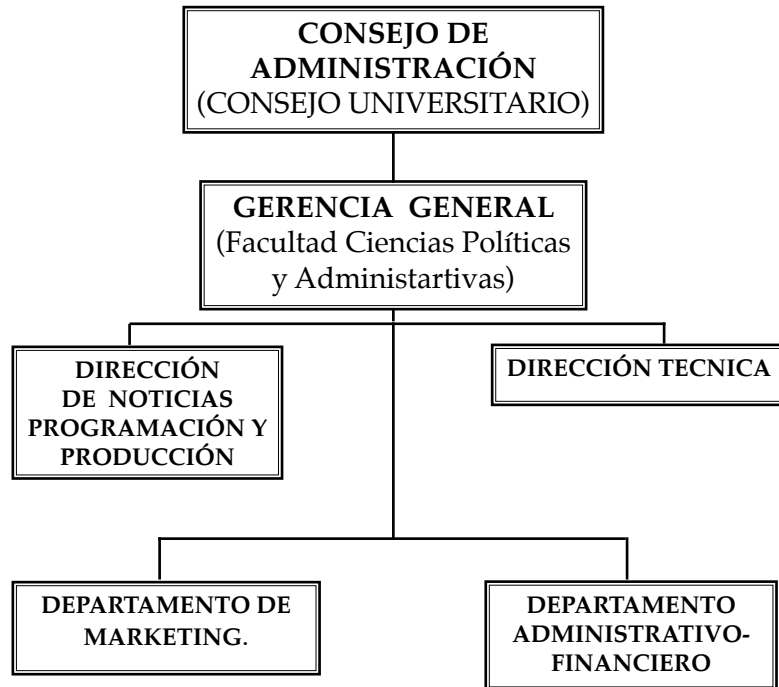 CONSEJO DE
ADMINISTRACIÓN
(CONSEJO UNIVERSITARIO)
GERENCIA GENERAL
(Facultad Ciencias Políticas
y Administartivas)
DIRECCIÓN
DE NOTICIAS
PROGRAMACIÓN Y
PRODUCCIÓN
DIRECCIÓN TECNICA
DEPARTAMENTO DE
MARKETING.
DEPARTAMENTO
ADMINISTRATIVO-
FINANCIERO